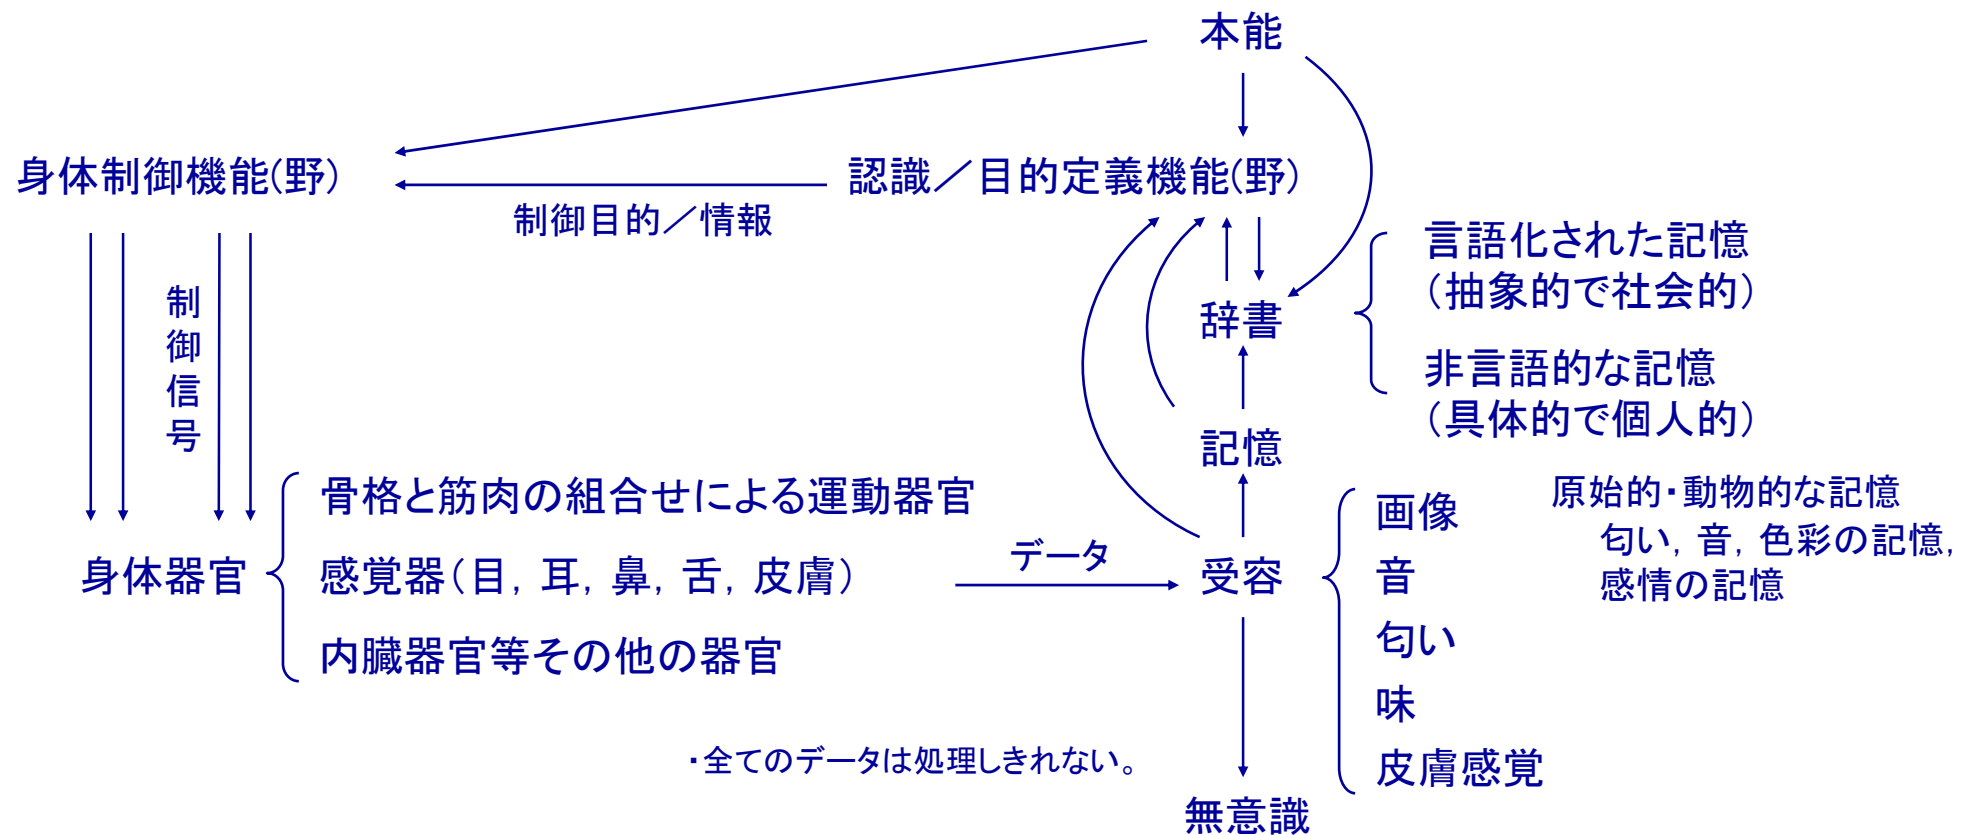 本能
身体制御機能(野)
認識／目的定義機能(野)
制御目的／情報
制御信号
辞書
言語化された記憶
（抽象的で社会的）
非言語的な記憶
（具体的で個人的）
記憶
身体器官
骨格と筋肉の組合せによる運動器官
感覚器（目，耳，鼻，舌，皮膚）
内臓器官等その他の器官
データ
受容
画像
音
匂い
味
皮膚感覚
原始的・動物的な記憶
匂い，音，色彩の記憶，
感情の記憶
・全てのデータは処理しきれない。
無意識